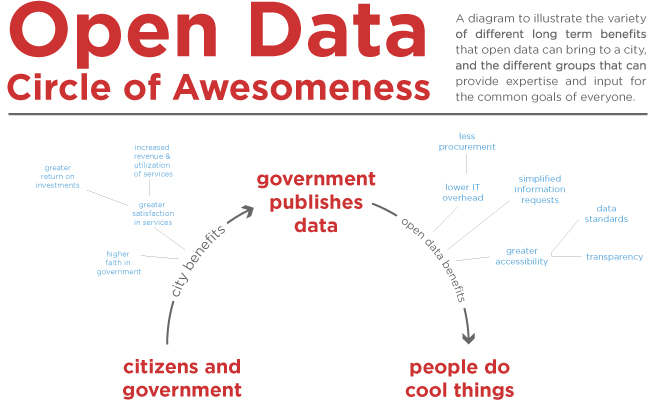 Open Data
Circle of Awesomeness
A diagram to illustrate the variety
of different long term benefits
that open data can bring to a city,
and the different groups that can
provide expertise and input for
the common goals of everyone.
increased
revenue &
utilization
of services
greater
return on
investments
greater
satisfaction
in services
higher
faith in
government
city benefits
government
publishes
data
less
procurement
lower IT
overhead
simplified
information
requests
data
standards
greater
accessibility
transparency
open data benefits
citizens and
government
people do
cool things